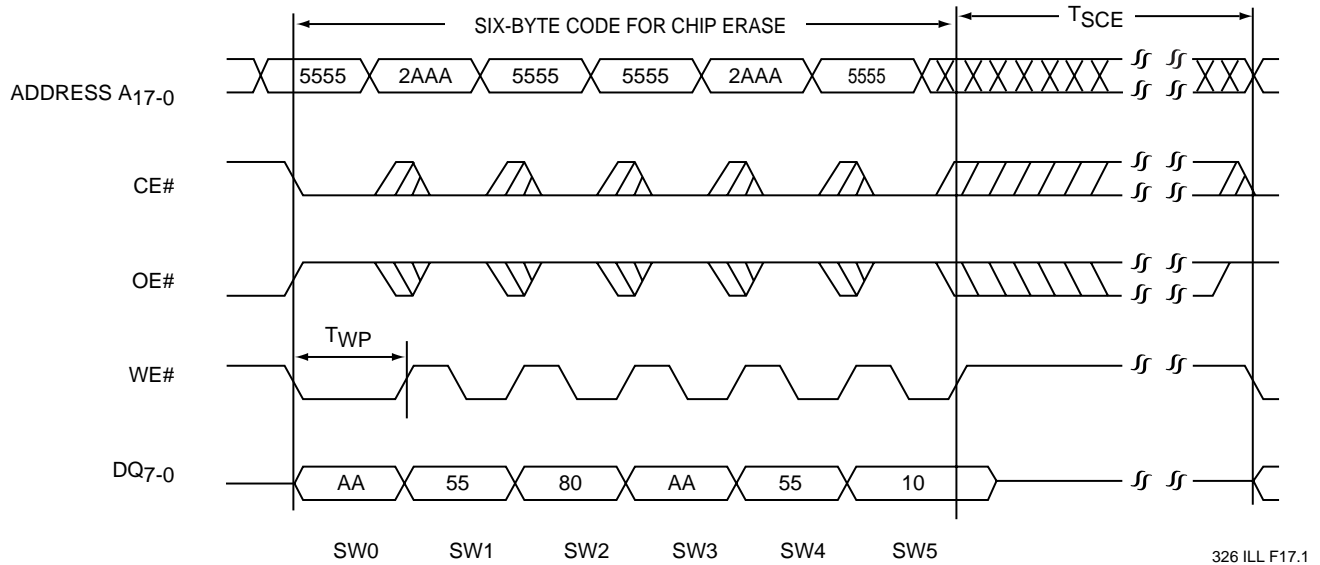 SIX-BYTE CODE FOR CHIP ERASE
TSCE
ADDRESS A17-0
5555 2AAA 5555 5555 2AAA 5555
CE#
OE#
TWP
WE#
DQ7-0
AA 55 80 AA 55 10
SW0 SW1 SW2 SW3 SW4 SW5
326 ILL F17.1